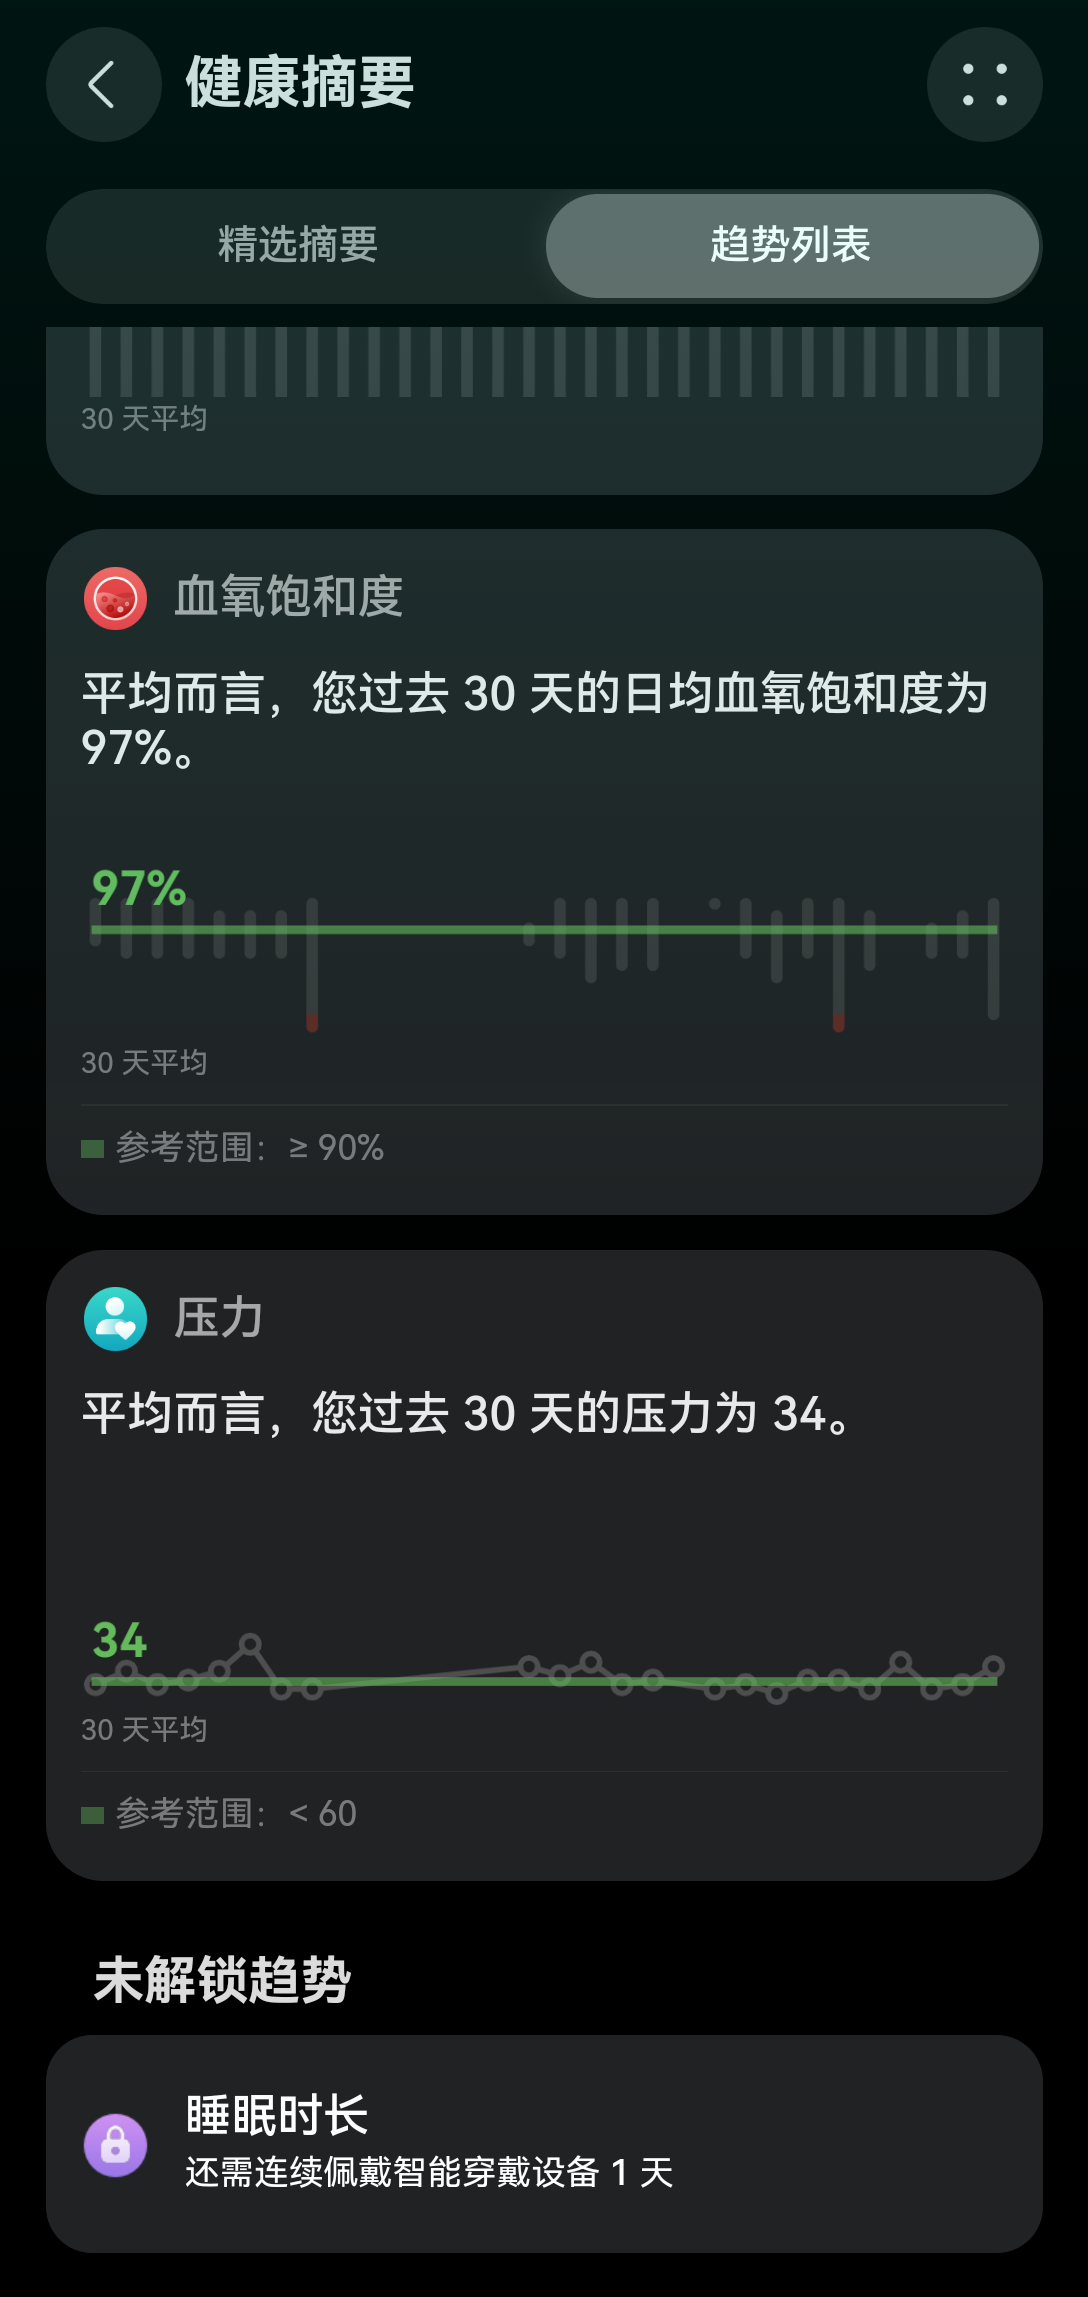 健康摘要
精选摘要
趋势列表
30 天平均
血氧饱和度
平均而言，您过去 30 天的日均血氧饱和度为
97%。
97%
30 天平均
参考范围：≥ 90%
压力
平均而言，您过去 30 天的压力为 34。
34
30 天平均
参考范围：< 60
未解锁趋势
睡眠时长
还需连续佩戴智能穿戴设备 1 天